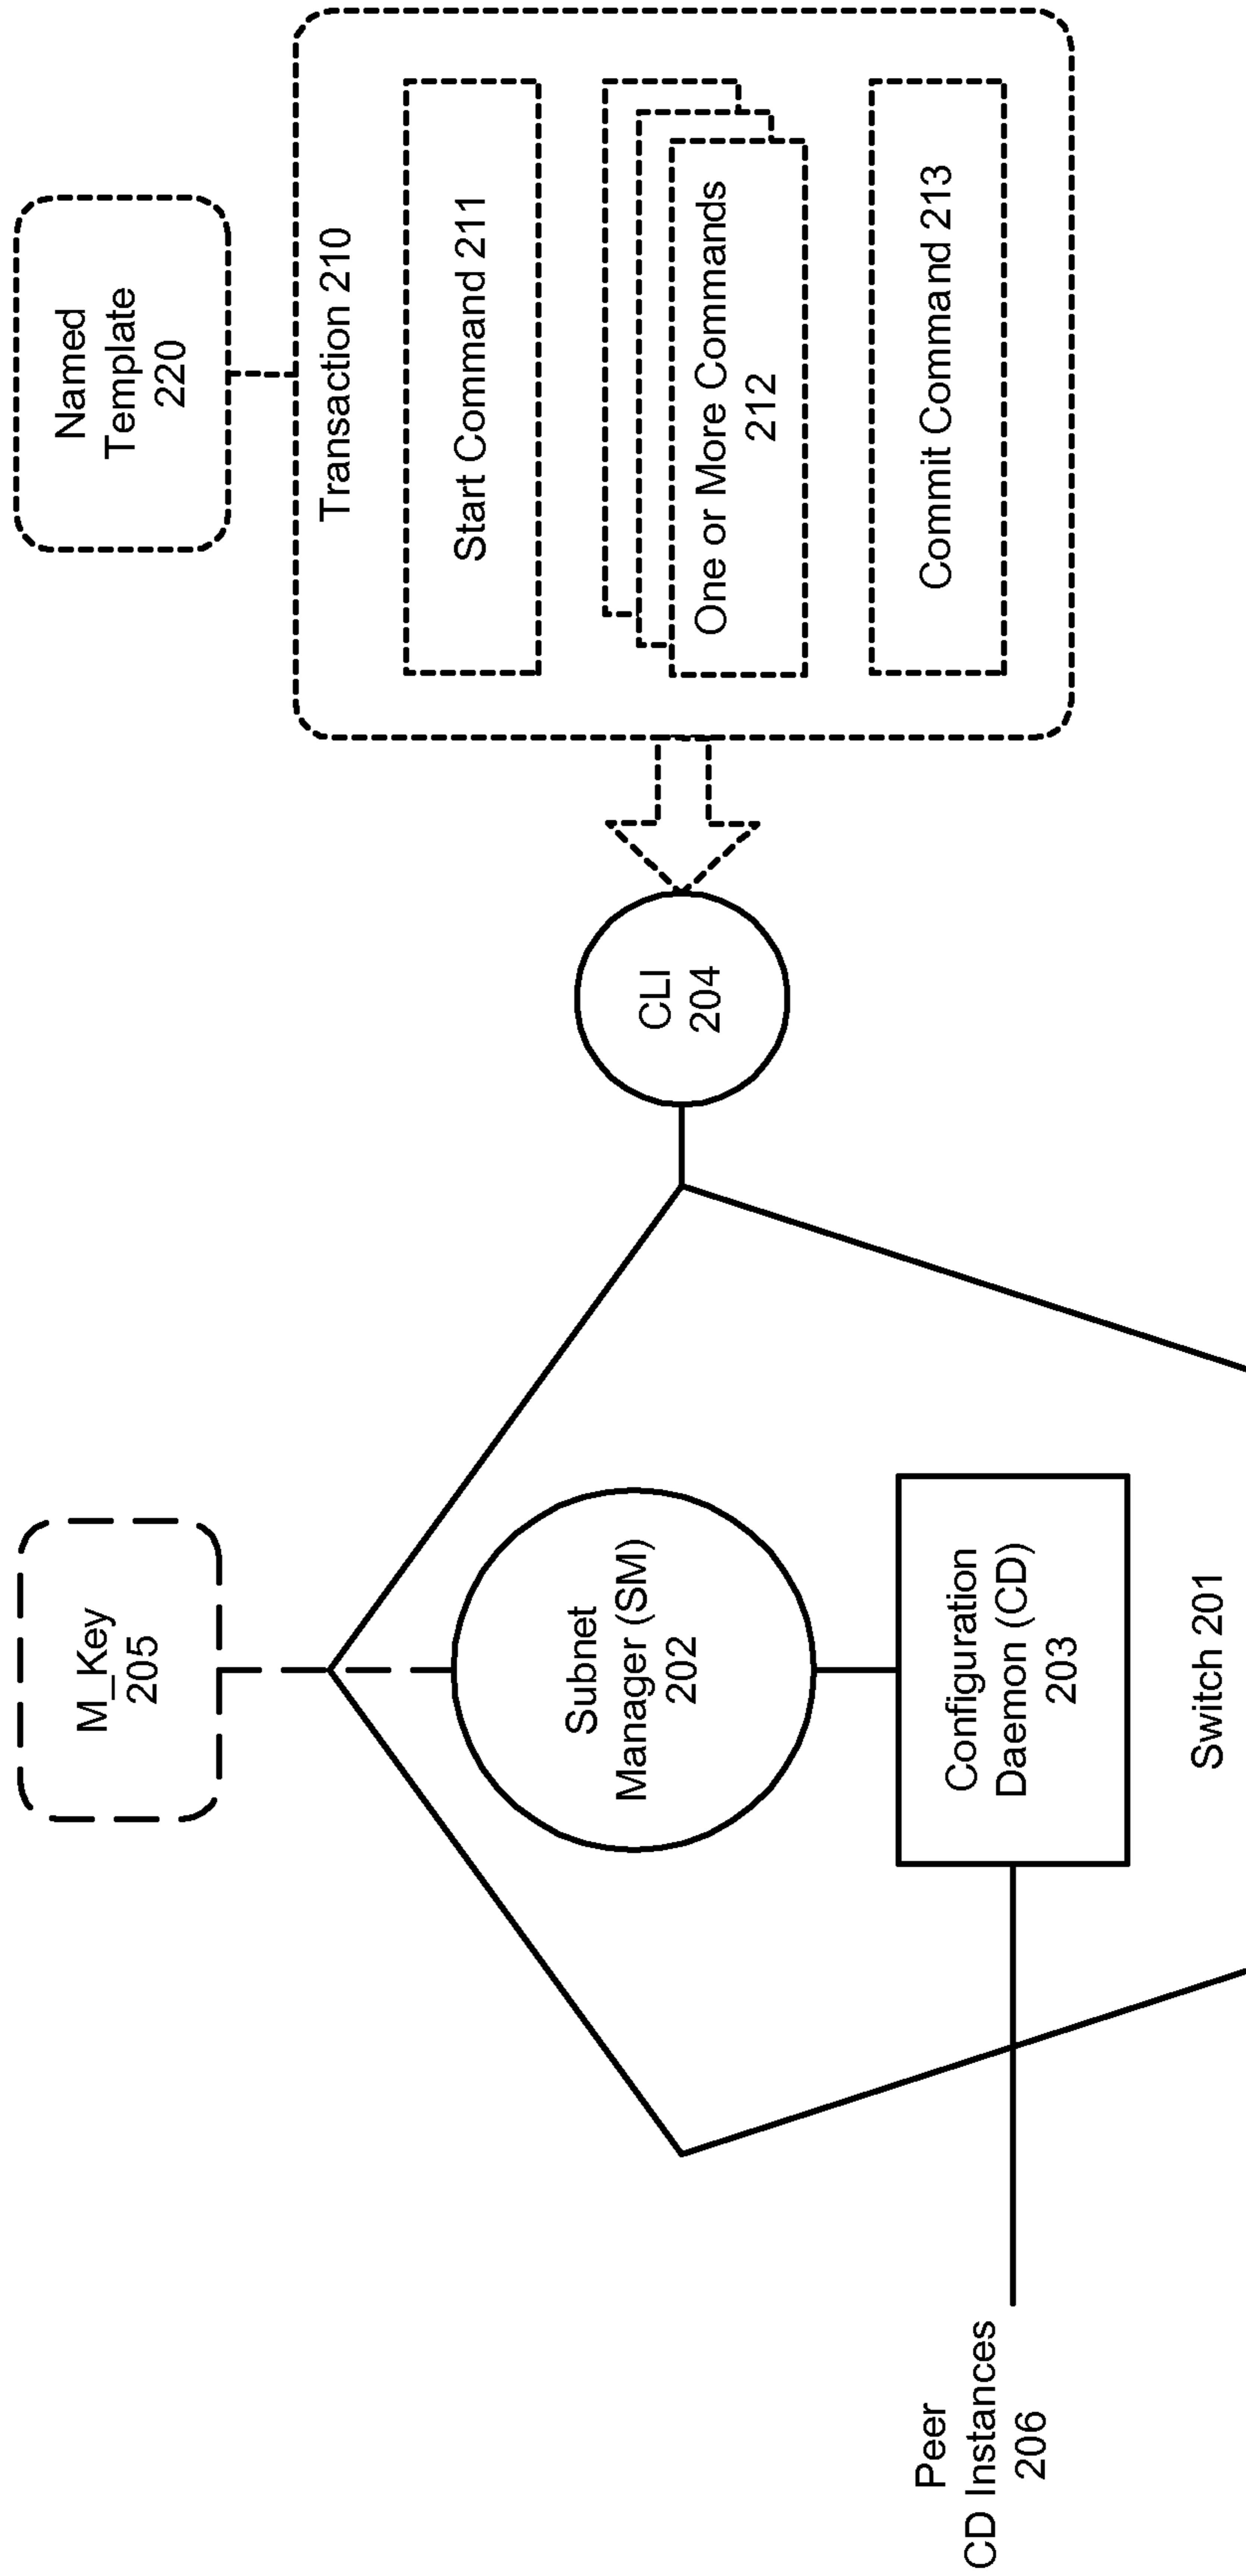 M_Key
205
Subnet
Manager (SM)
202
Configuration
Daemon (CD)
203
Switch 201
Peer
CD Instances
206
CLI
204
Named
Template
220
Transaction 210
Start Command 211
One or More Commands
212
Commit Command 213